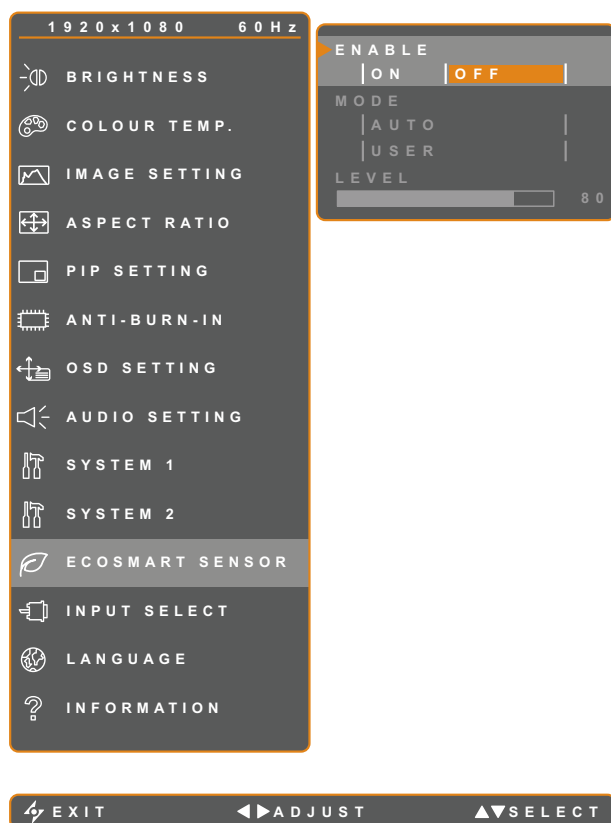 1920x1080 60Hz
BRIGHTNESS
COLOUR TEMP.
IMAGE SETTING
ASPECT RATIO
PIP SETTING
ANTI-BURN-IN
OSD SETTING
AUDIO SETTING
SYSTEM 1
SYSTEM 2
ECOSMART SENSOR
INPUT SELECT
LANGUAGE
INFORMATION
ENABLE
ON OFF
MODE
AUTO
USER
LEVEL
80
EXIT ADJUST SELECT